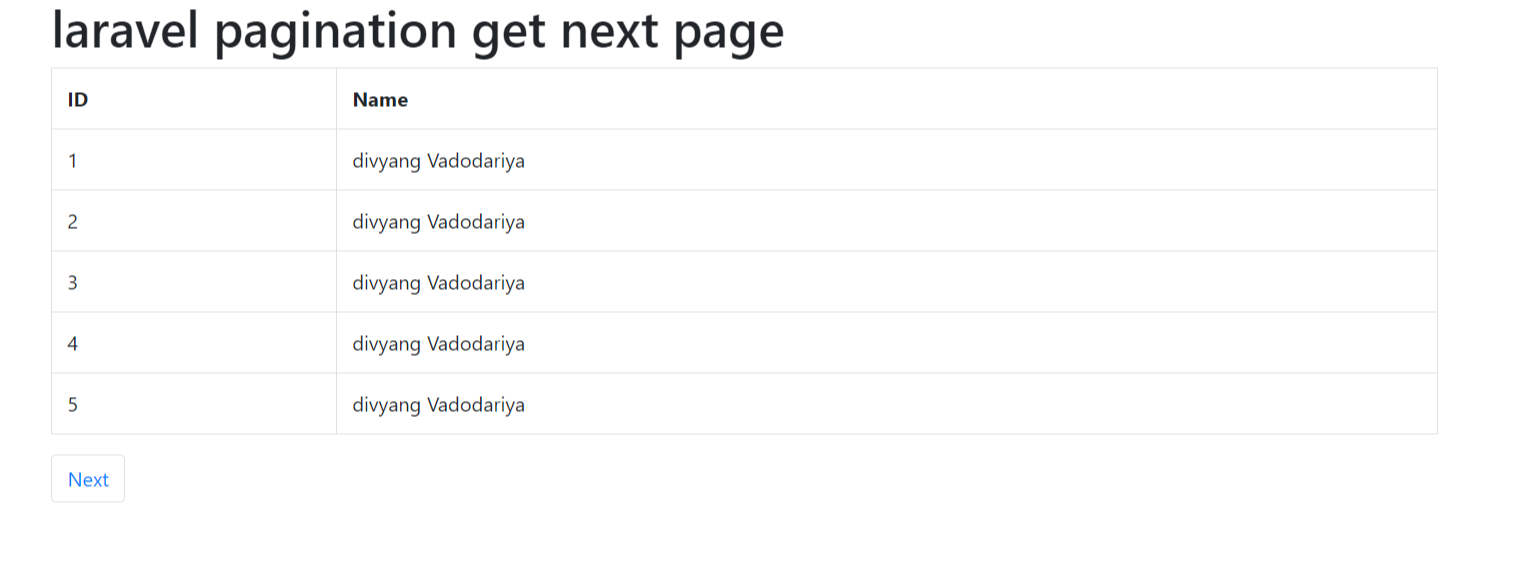 laravel pagination get next page
ID Name
1 divyang Vadodariya
2 divyang Vadodariya
3 divyang Vadodariya
4 divyang Vadodariya
5 divyang Vadodariya
Next